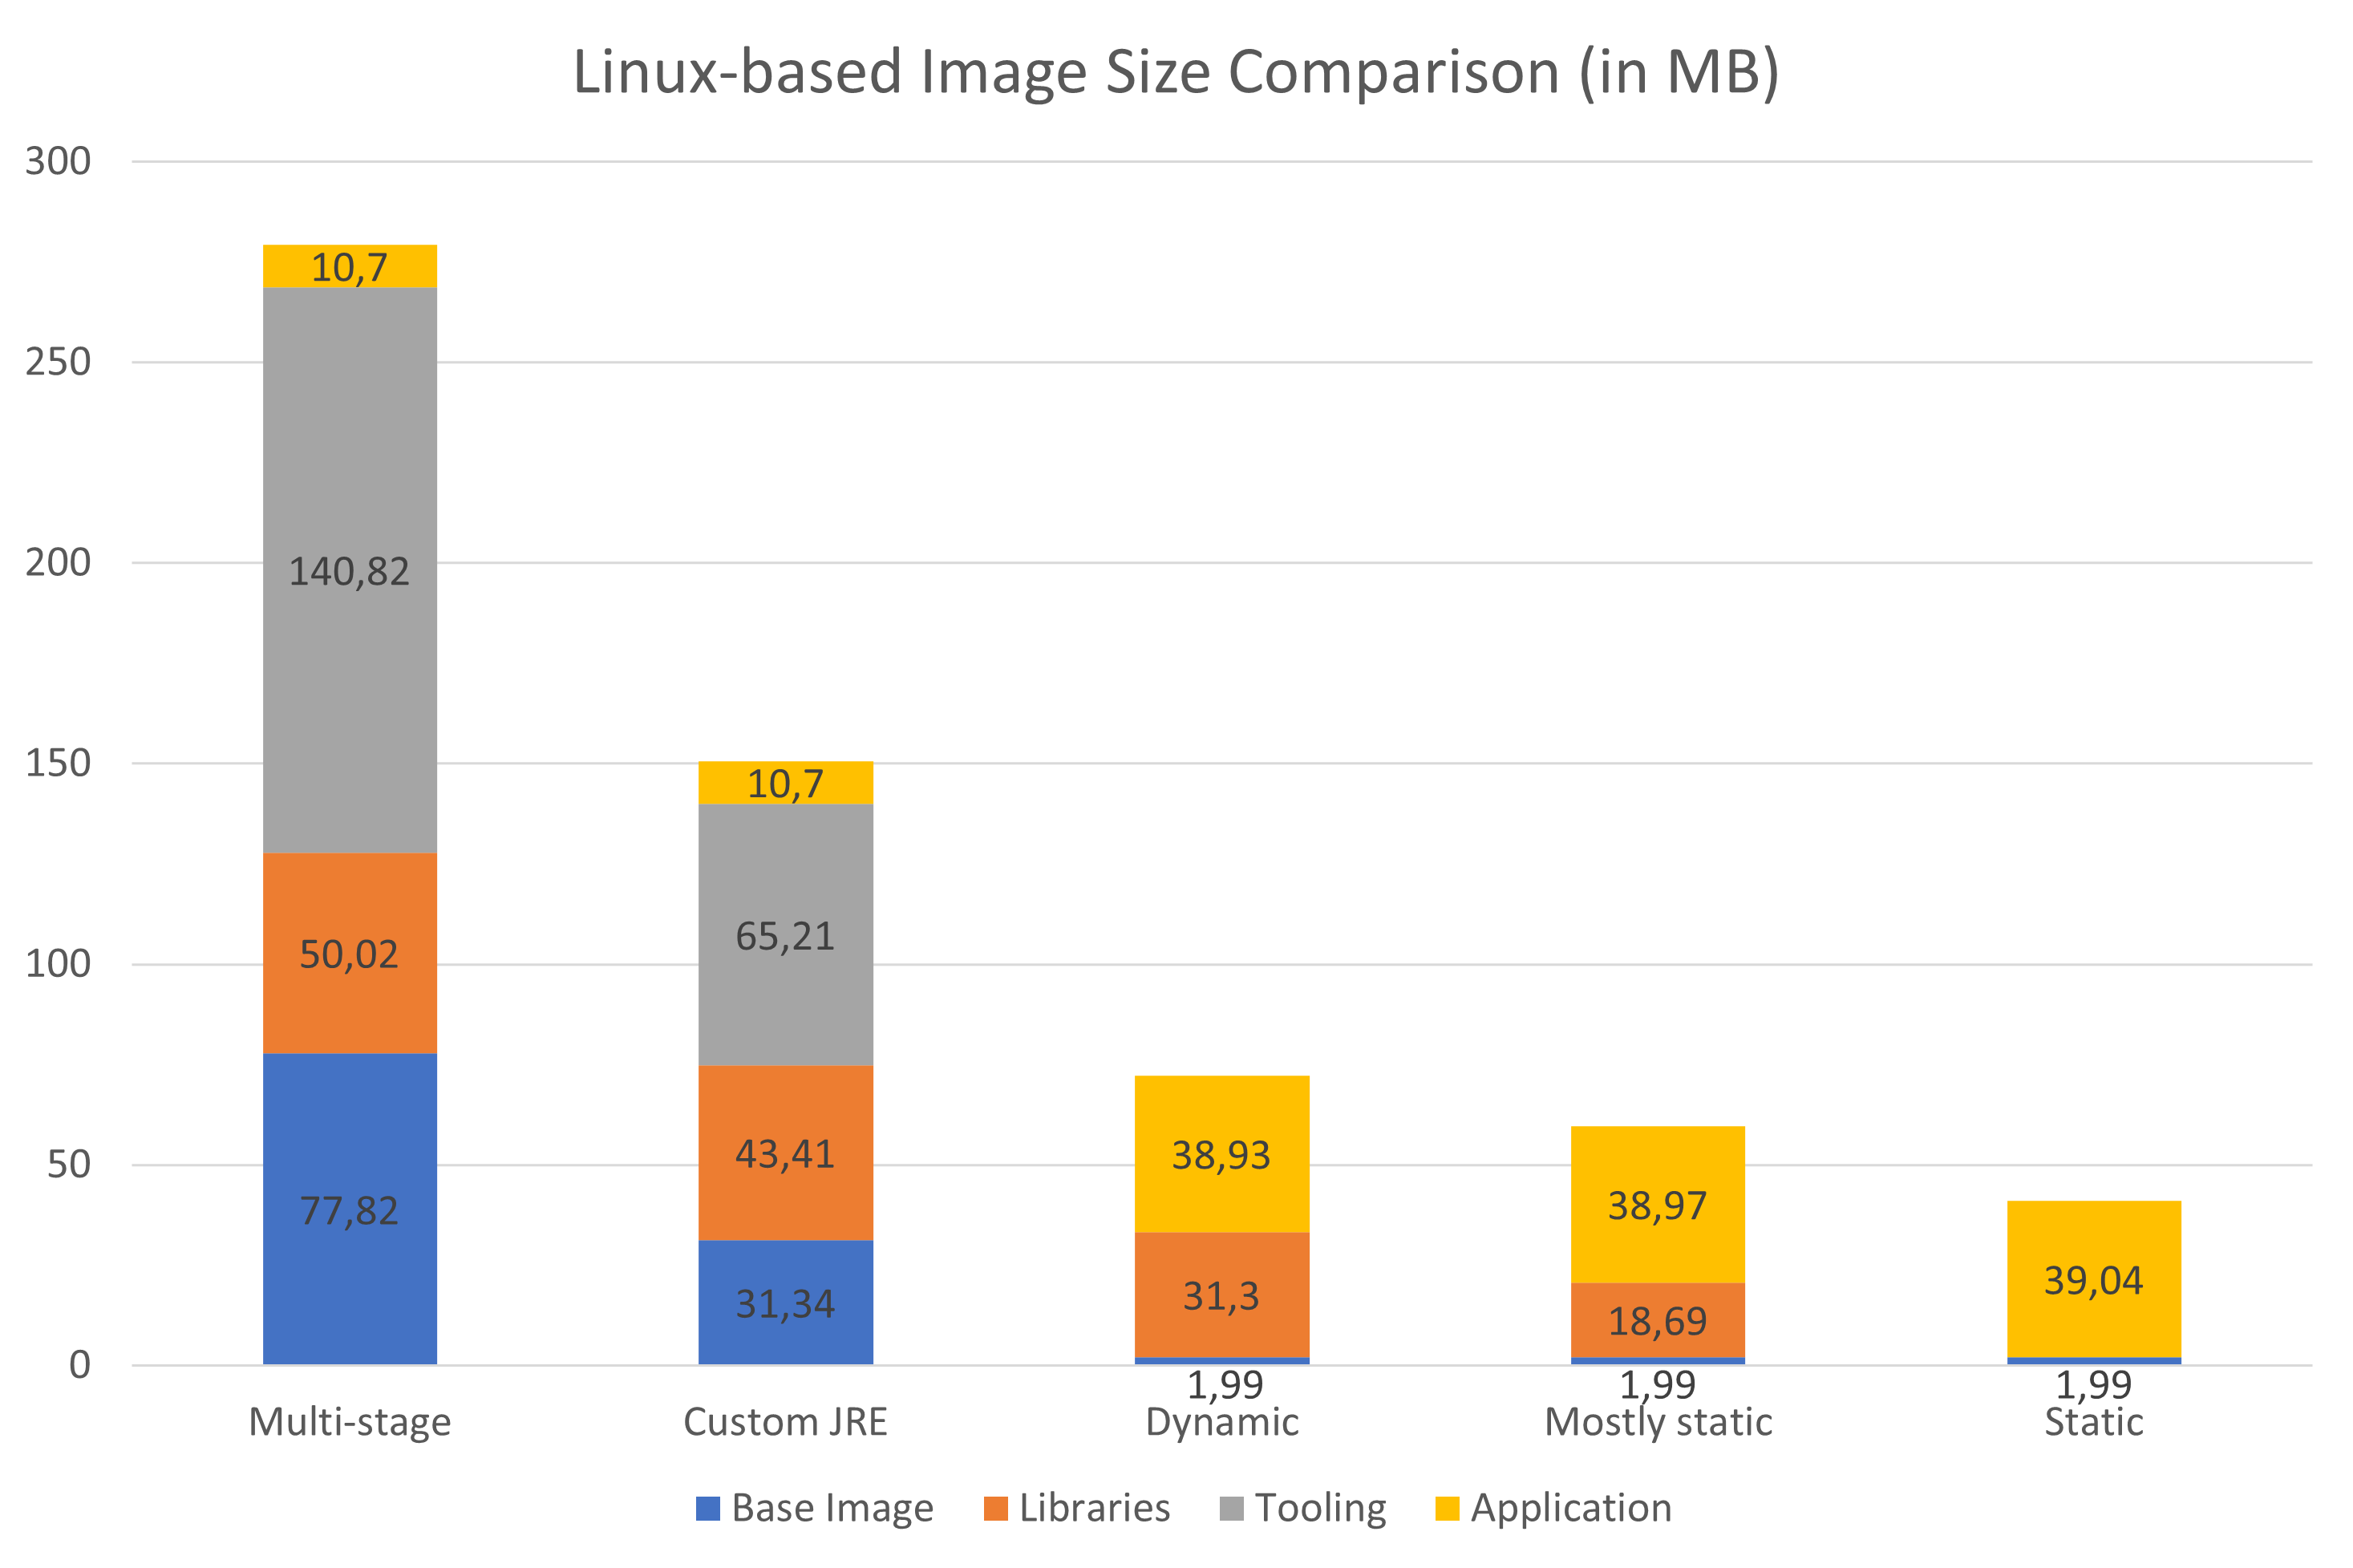 Linux-based Image Size Comparison (in MB)
300
250
200
150
100
50
0
10,7
140,82
50,02
77,82
10,7
65,21
43,41
31,34
38,93
31,3
1,99
38,97
18,69
1,99
39,04
1,99
Multi-stage
Custom JRE
Dynamic
Mostly static
Static
Base Image
Libraries
Tooling
Application